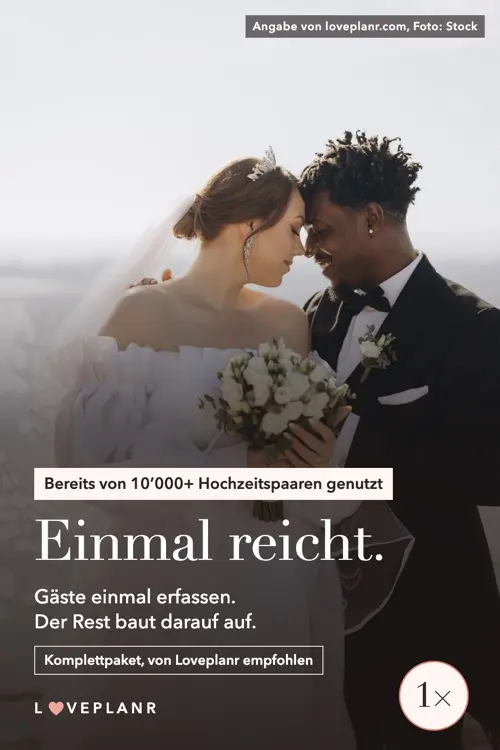 Angabe von loveplanr.com, Foto: Stock
Bereits von 10’000+ Hochzeitspaaren genutzt
Einmal reicht.
Gäste einmal erfassen.
Der Rest baut darauf auf.
Komplettpaket, von Loveplanr empfohlen
L♥VEPLANR
1×